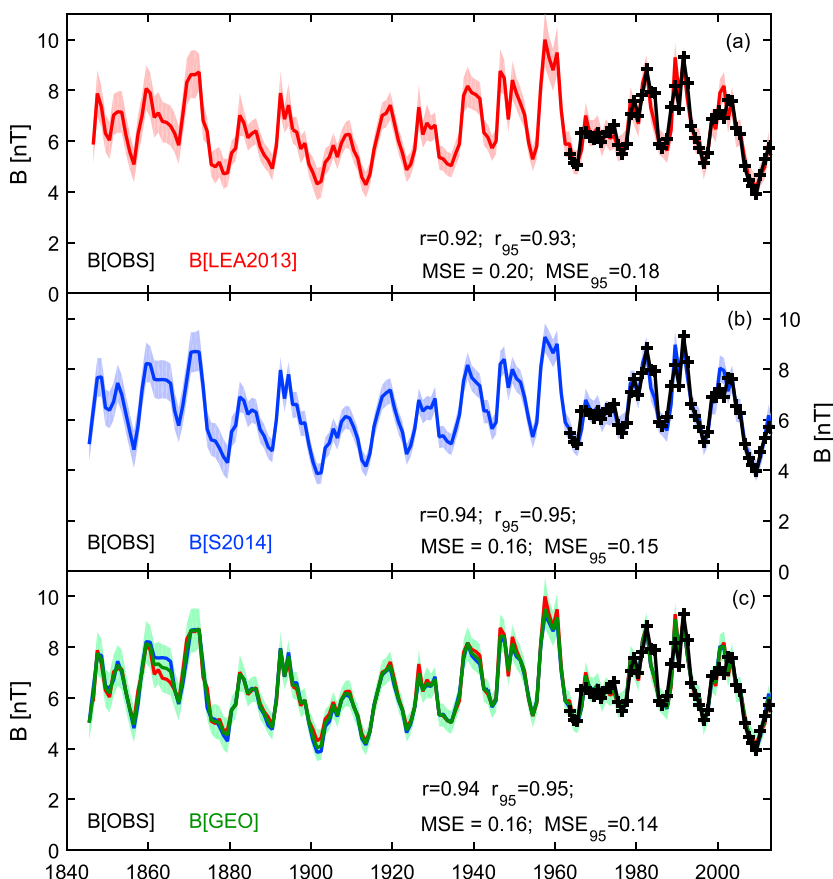 (a)
10
8
6
4
2
0
B [nT]
r=0.92; r95=0.93;
B[OBS] B[LEA2013] MSE = 0.20; MSE95=0.18
(b)
10
8
6
4
2
0
B [nT]
r=0.94; r95=0.95;
B[OBS] B[S2014] MSE = 0.16; MSE95=0.15
(c)
10
8
6
4
2
0
B [nT]
r=0.94 r95=0.95;
B[OBS] B[GEO] MSE = 0.16; MSE95=0.14
1840 1860 1880 1900 1920 1940 1960 1980 2000